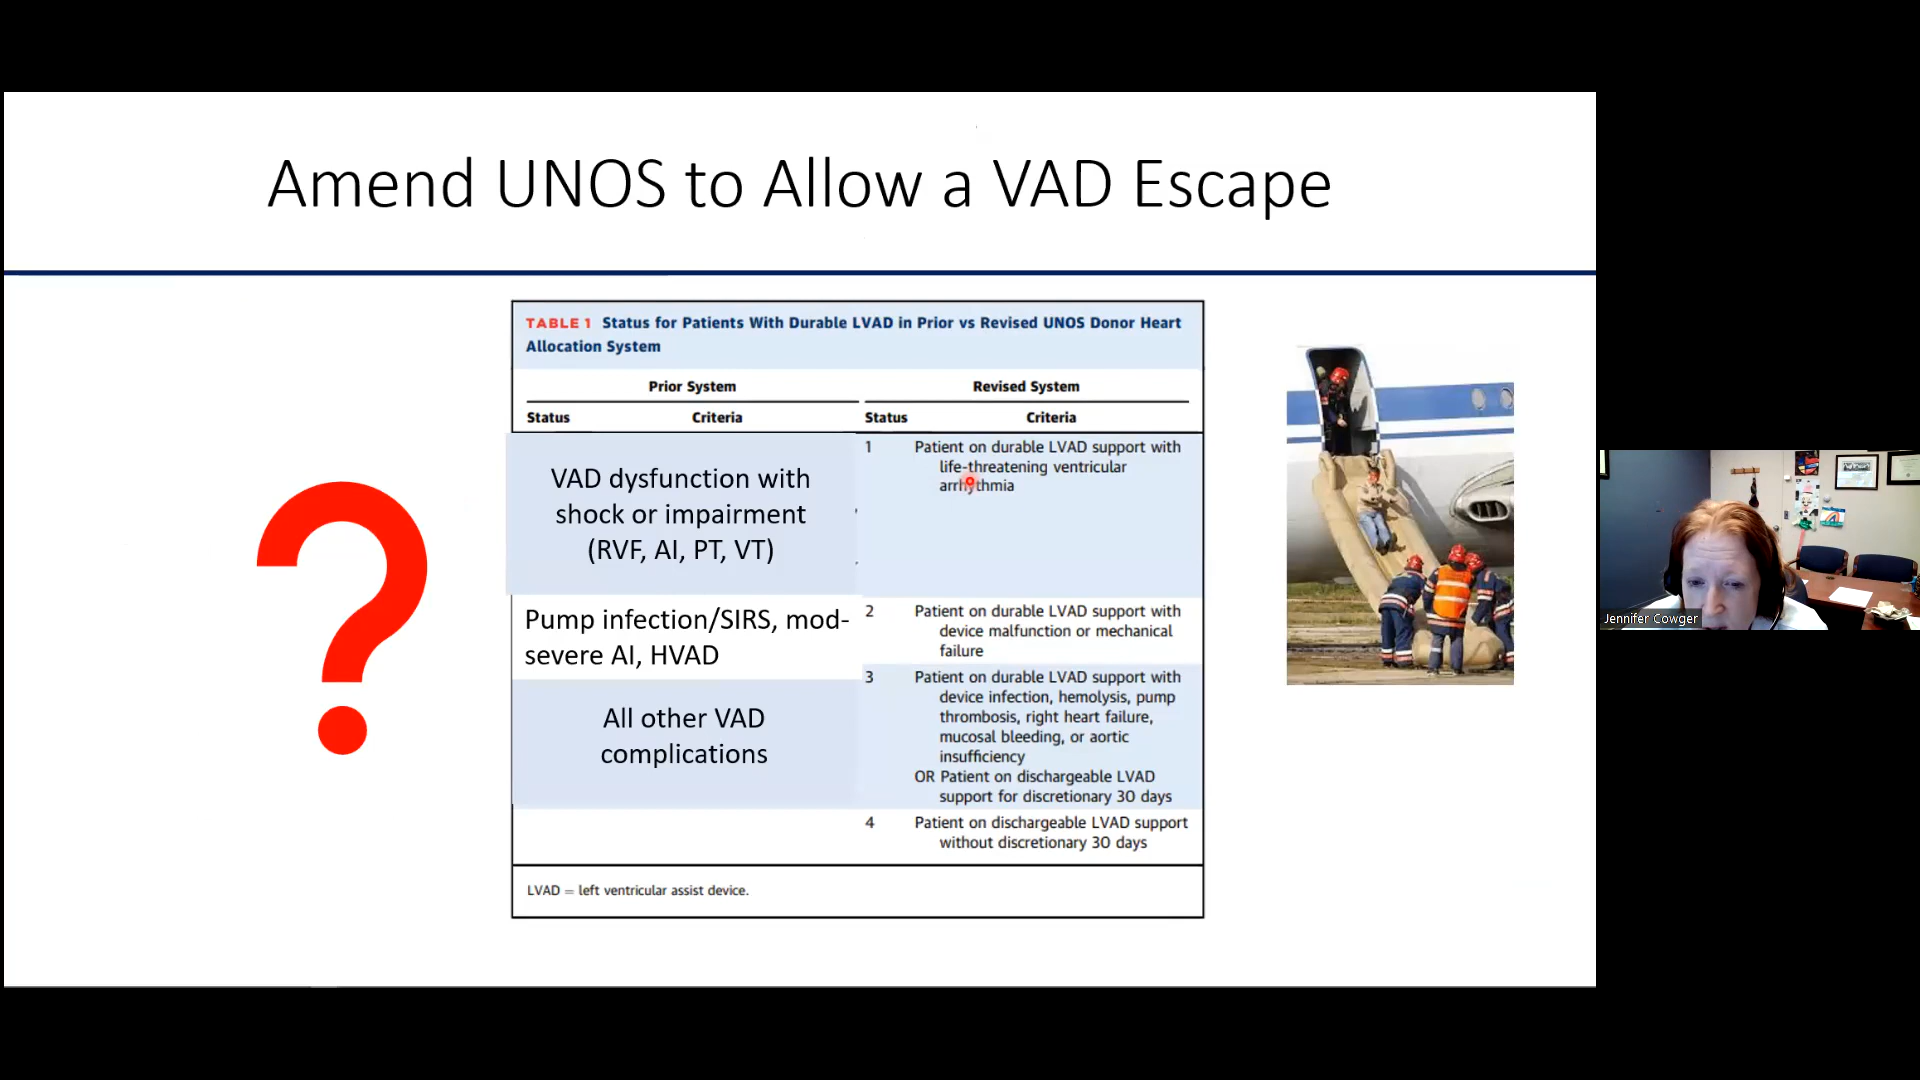 Amend UNOS to Allow a VAD Escape
TABLE 1 Status for Patients With Durable LVAD in Prior vs Revised UNOS Donor Heart
Allocation System
Prior System
Revised System
Status
Criteria
Status
Criteria
VAD dysfunction with
shock or impairment
(RVF, AI, PT, VT)
1
Patient on durable LVAD support with
life-threatening ventricular
arrhythmia
Pump infection/SIRS, mod-
severe AI, HVAD
2
Patient on durable LVAD support with
device malfunction or mechanical
failure
All other VAD
complications
3
Patient on durable LVAD support with
device infection, hemolysis, pump
thrombosis, right heart failure,
mucosal bleeding, or aortic
insufficiency
OR Patient on dischargeable LVAD
support for discretionary 30 days
4
Patient on dischargeable LVAD support
without discretionary 30 days
LVAD = left ventricular assist device.
?
Jennifer Cowger